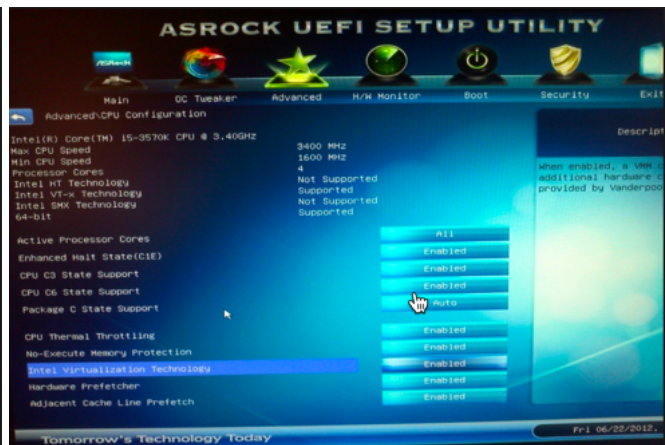 ASROCK UEFI SETUP UTILITY
ASRock
Main OC Tweaker Advanced H/W Monitor Boot Security Exit
Advanced\CPU Configuration
Descript
Intel(R) Core(TM) i5-3570K CPU @ 3.40GHz
Max CPU Speed 3400 MHz
Min CPU Speed 1600 MHz
Processor Cores 4
Intel HT Technology Not Supported
Intel VT-x Technology Supported
Intel SMX Technology Not Supported
64-bit Supported
When enabled, a VMM
additional hardware
provided by Vanderpoo
Active Processor Cores All
Enhanced Halt State(C1E) Enabled
CPU C3 State Support Enabled
CPU C6 State Support Enabled
Package C State Support Auto
CPU Thermal Throttling Enabled
No-Execute Memory Protection Enabled
Intel Virtualization Technology Enabled
Hardware Prefetcher Enabled
Adjacent Cache Line Prefetch Enabled
Tomorrow's Technology Today
Fri 06/22/2012,